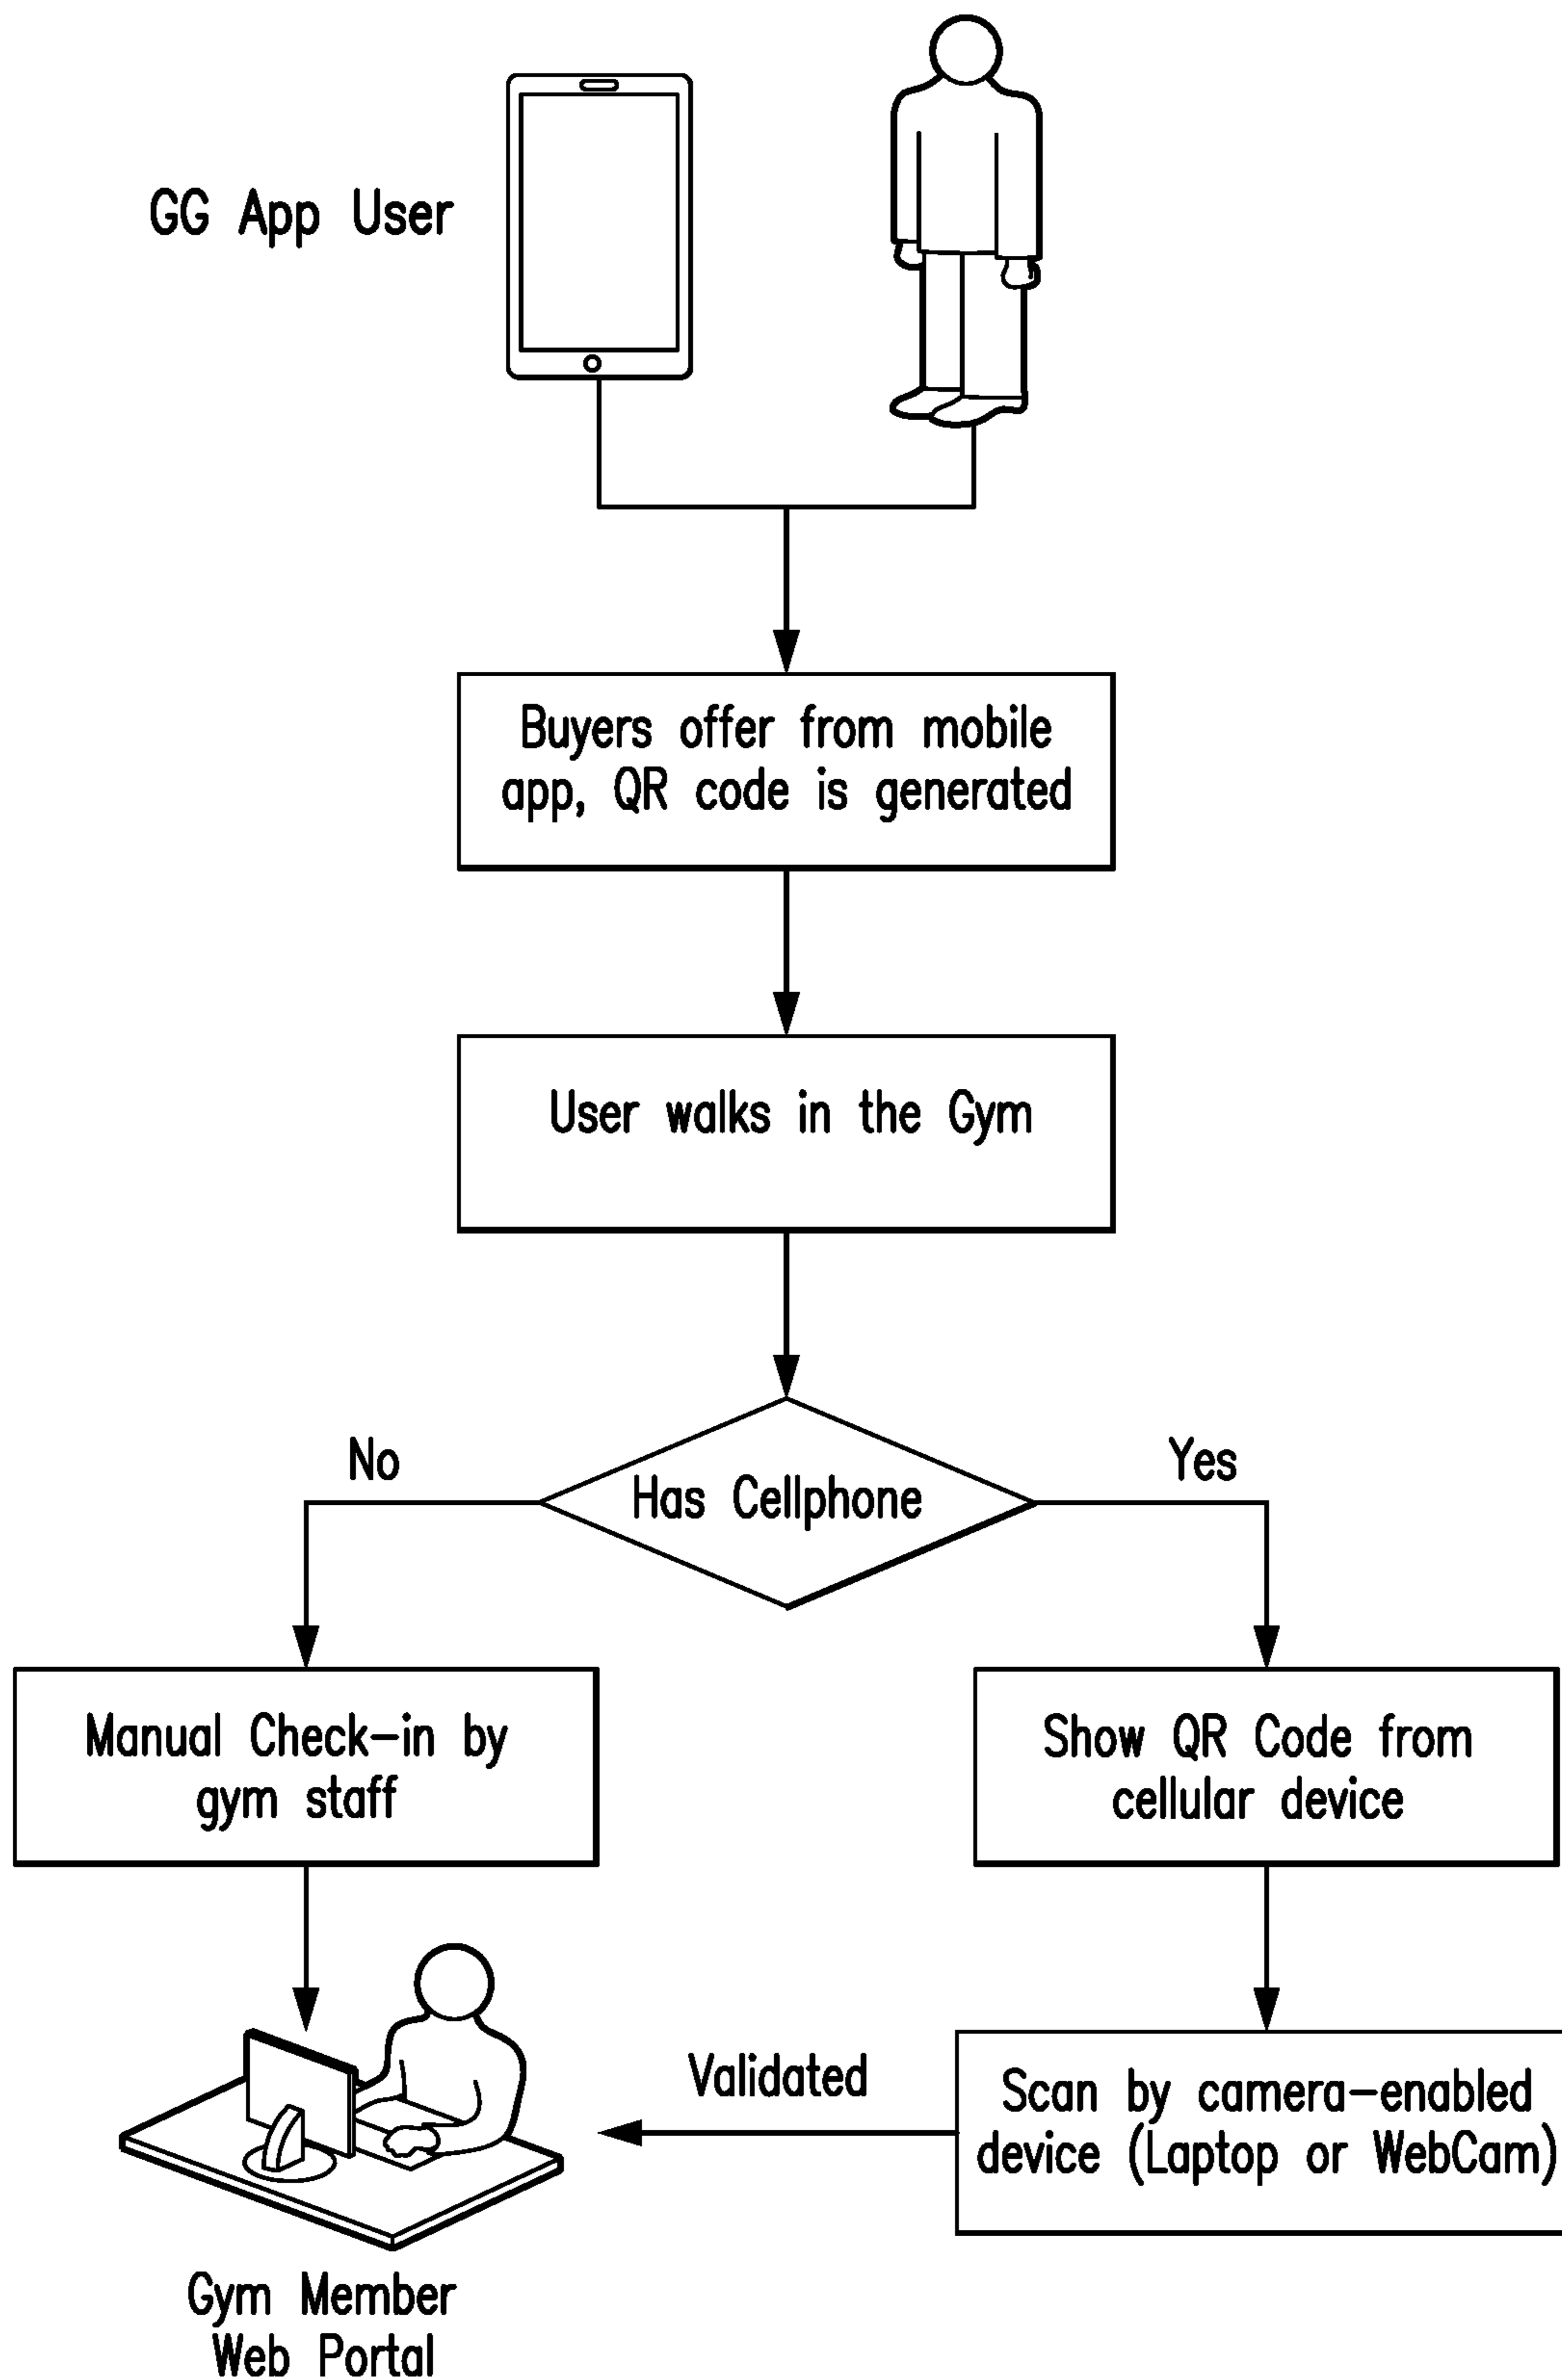 GG App User
Buyers offer from mobile
app, QR code is generated
User walks in the Gym
Has Cellphone
No
Yes
Manual Check-in by
gym staff
Show QR Code from
cellular device
Validated
Scan by camera-enabled
device (Laptop or WebCam)
Gym Member
Web Portal